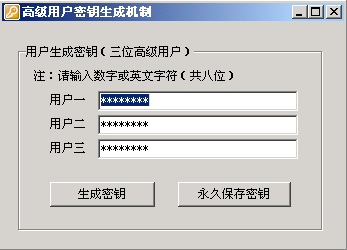 高级用户密钥生成机制
用户生成密钥(三位高级用户)
注:请输入数字或英文字符(共八位)
用户一 ********
用户二 ********
用户三 ********
生成密钥 永久保存密钥